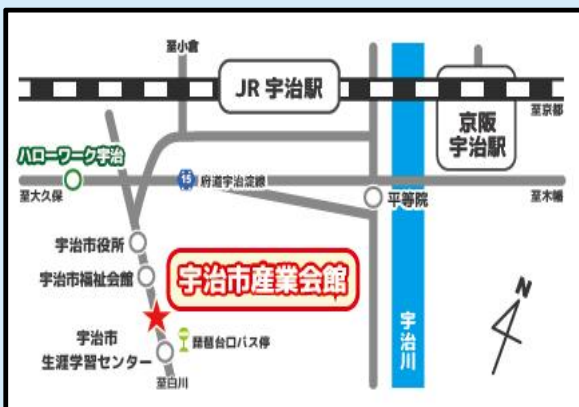 至小倉
JR 宇治駅
至京都
京阪
宇治駅
ハローワーク宇治
至大久保
15
府道宇治淀線
平等院
至木幡
宇治市役所
宇治市福祉会館
宇治市産業会館
宇治川
N
宇治市
生涯学習センター
琵琶台口バス停
至白川